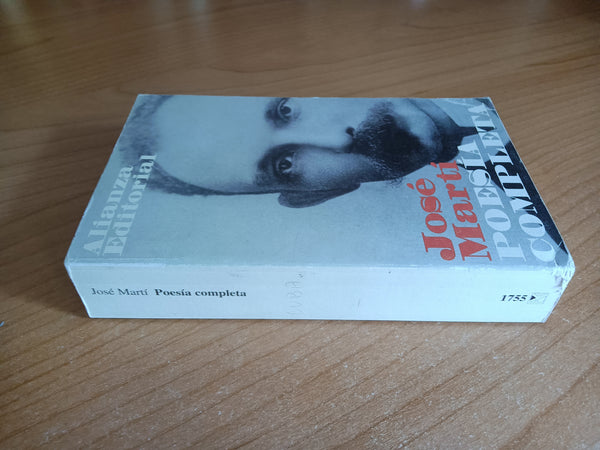 José
Martí
POESÍA
COMPLETA
Alianza
Editorial
José Martí Poesía completa
1755